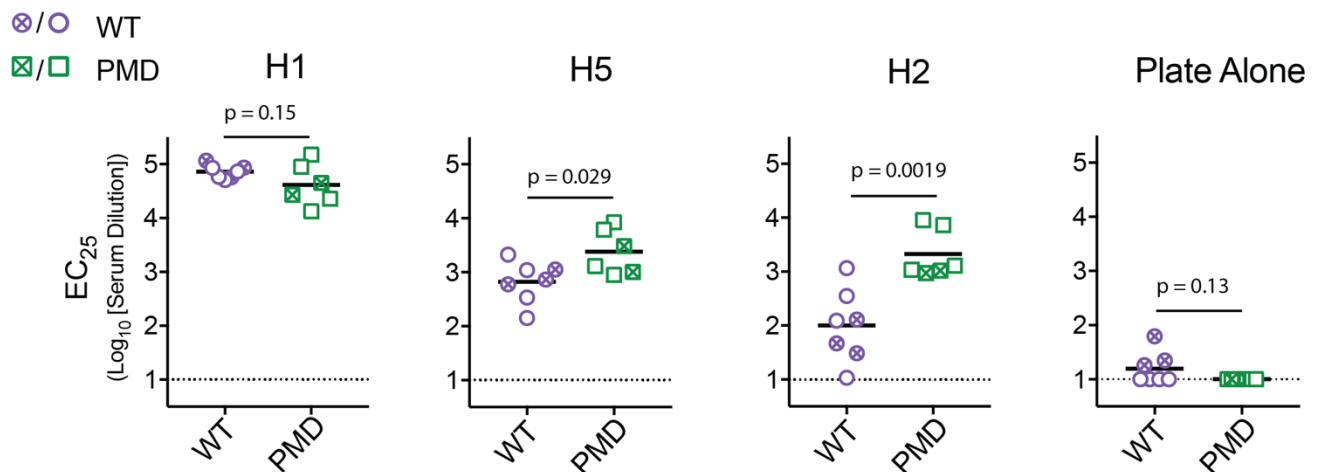 / WT
/ PMD
H1
H5
H2
Plate Alone
EC25
(Log10 [Serum Dilution])
p = 0.15
5
4
3
2
1
WT
PMD
p = 0.029
5
4
3
2
1
WT
PMD
p = 0.0019
5
4
3
2
1
WT
PMD
p = 0.13
5
4
3
2
1
WT
PMD